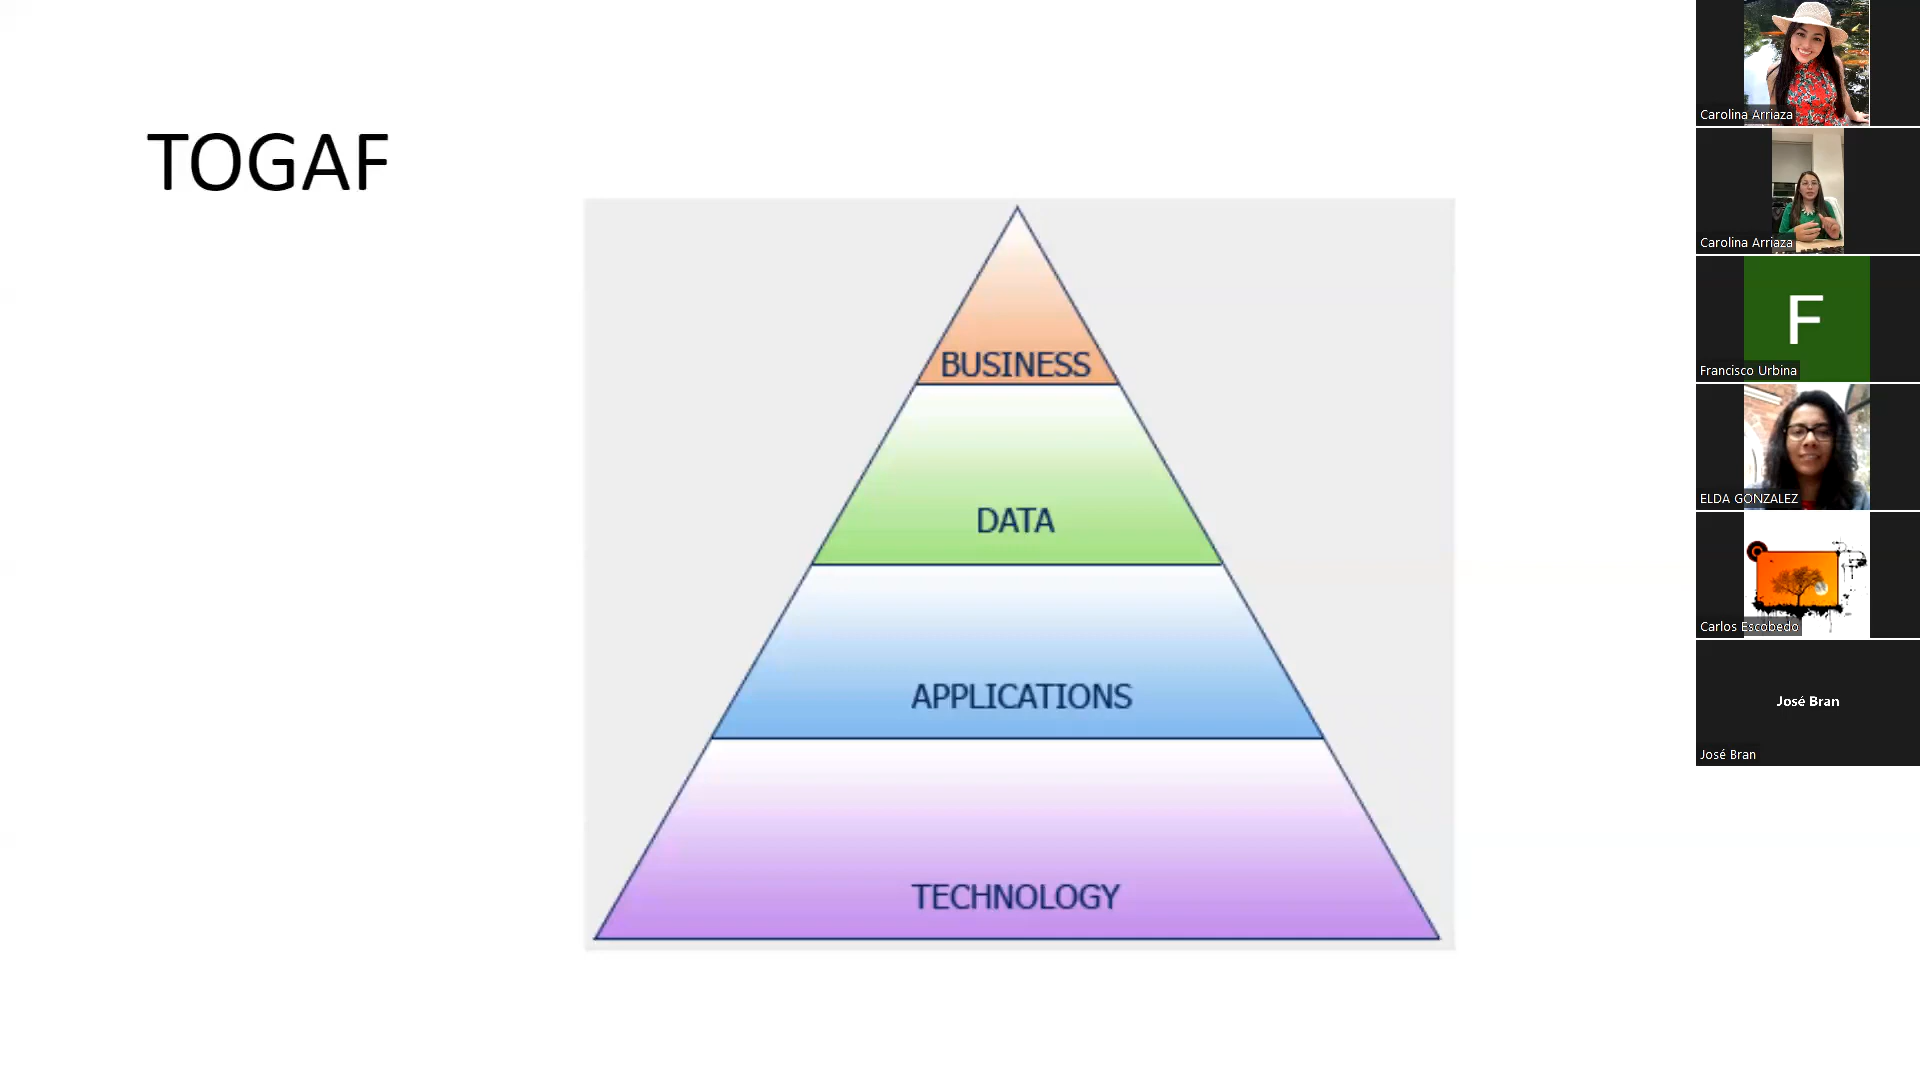 TOGAF
BUSINESS
DATA
APPLICATIONS
TECHNOLOGY
Carolina Arriaza
Carolina Arriaza
F
Francisco Urbina
ELDA GONZALEZ
Carlos Escobedo
José Bran
José Bran